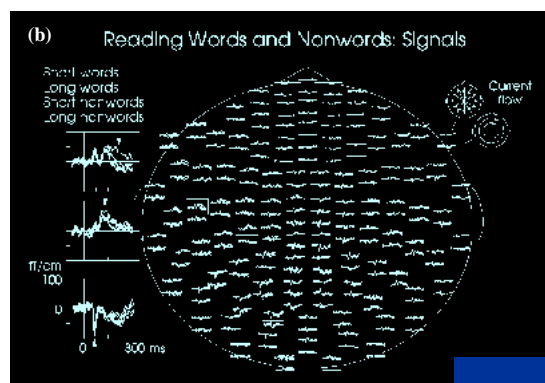 (b)
Reading Words and Nonwords: Signals
Short words
Long words
Short nonwords
Long nonwords
Current
flow
fT/cm
100
0
0 800 ms